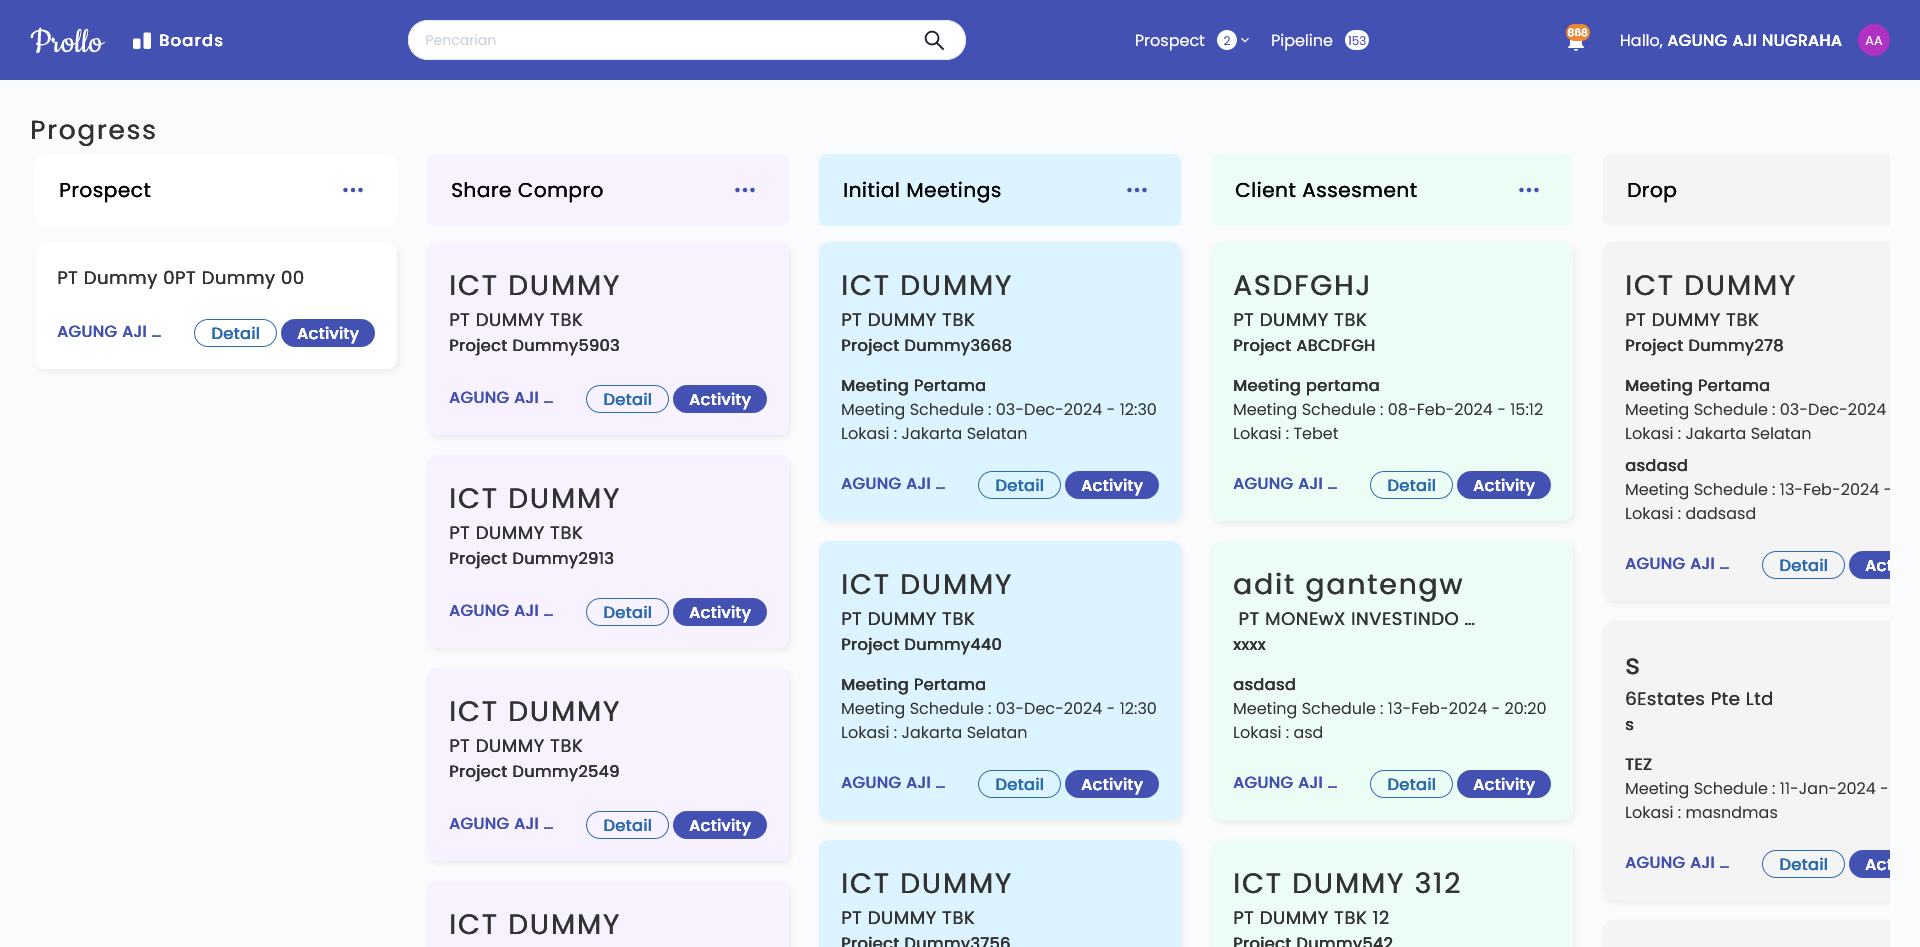 Prollo
Boards
Pencarian
Prospect 2
Pipeline 153
868
Hallo, AGUNG AJI NUGRAHA
AA
Progress
Prospect
PT Dummy 0PT Dummy 00
AGUNG AJI ...
Detail
Activity
Share Compro
ICT DUMMY
PT DUMMY TBK
Project Dummy5903
AGUNG AJI ...
Detail
Activity
ICT DUMMY
PT DUMMY TBK
Project Dummy2913
AGUNG AJI ...
Detail
Activity
ICT DUMMY
PT DUMMY TBK
Project Dummy2549
AGUNG AJI ...
Detail
Activity
ICT DUMMY
Initial Meetings
ICT DUMMY
PT DUMMY TBK
Project Dummy3668
Meeting Pertama
Meeting Schedule : 03-Dec-2024 - 12:30
Lokasi : Jakarta Selatan
AGUNG AJI ...
Detail
Activity
ICT DUMMY
PT DUMMY TBK
Project Dummy440
Meeting Pertama
Meeting Schedule : 03-Dec-2024 - 12:30
Lokasi : Jakarta Selatan
AGUNG AJI ...
Detail
Activity
ICT DUMMY
PT DUMMY TBK
Project Dummy3756
Client Assesment
ASDFGHJ
PT DUMMY TBK
Project ABCDFGH
Meeting pertama
Meeting Schedule : 08-Feb-2024 - 15:12
Lokasi : Tebet
AGUNG AJI ...
Detail
Activity
adit gantengw
PT MONEwX INVESTINDO ...
xxxx
asdasd
Meeting Schedule : 13-Feb-2024 - 20:20
Lokasi : asd
AGUNG AJI ...
Detail
Activity
ICT DUMMY 312
PT DUMMY TBK 12
Project Dummy542
Drop
ICT DUMMY
PT DUMMY TBK
Project Dummy278
Meeting Pertama
Meeting Schedule : 03-Dec-2024
Lokasi : Jakarta Selatan
asdasd
Meeting Schedule : 13-Feb-2024 -
Lokasi : dadsasd
AGUNG AJI ...
Detail
Act
S
6Estates Pte Ltd
s
TEZ
Meeting Schedule : 11-Jan-2024 -
Lokasi : masndmas
AGUNG AJI ...
Detail
Act